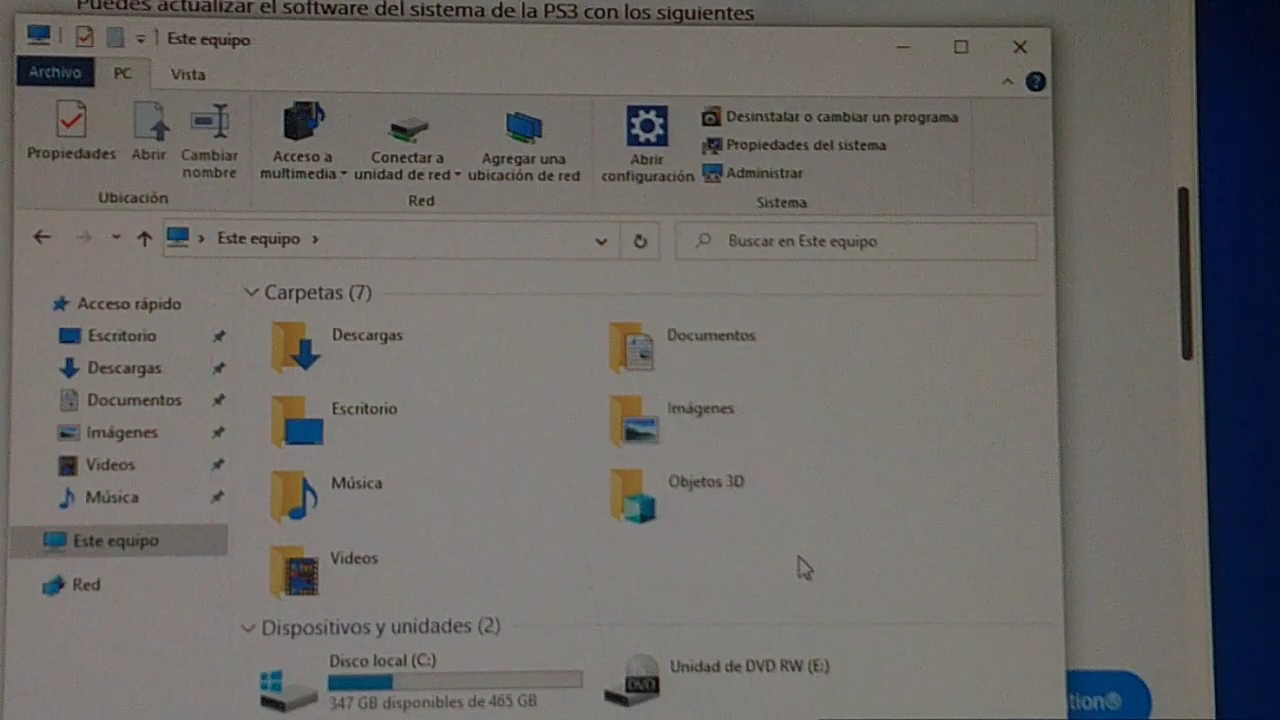 Puedes actualizar el software del sistema de la PS3 con los siguientes
Este equipo
Archivo PC Vista
Propiedades Abrir Cambiar nombre
Ubicación
Acceso a multimedia Conectar a unidad de red Agregar una ubicación de red
Red
Abrir configuración
Desinstalar o cambiar un programa
Propiedades del sistema
Administrar
Sistema
Este equipo
Buscar en Este equipo
Acceso rápido
Escritorio
Descargas
Documentos
Imágenes
Videos
Música
Este equipo
Red
Carpetas (7)
Descargas Documentos
Escritorio Imágenes
Música Objetos 3D
Videos
Dispositivos y unidades (2)
Disco local (C:)
347 GB disponibles de 465 GB
Unidad de DVD RW (E:)
DVD
tion®